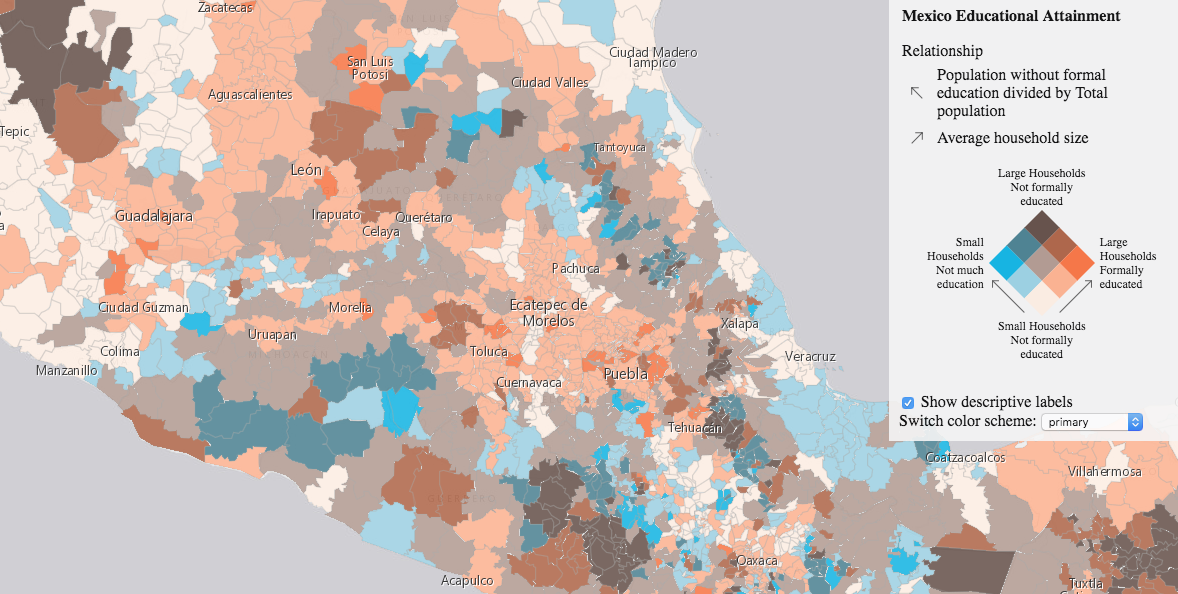 Zacatecas
SAN LUIS
Ciudad Madero
Tampico
San Luis
Potosí
Ciudad Valles
Aguascalientes
Tepic
Tantoyuca
León
Guadalajara
Irapuato
Querétaro
Celaya
Pachuca
Ciudad Guzman
Morelia
Ecatepec de
Morelos
Xalapa
Uruapan
Colima
Toluca
Veracruz
Manzanillo
Cuernavaca
Puebla
Tehuacán
Coatzacoalcos
Villahermosa
Oaxaca
Acapulco
Tuxtla
Mexico Educational Attainment
Relationship
Population without formal
education divided by Total
population
Average household size
Large Households
Not formally
educated
Small
Households
Not much
education
Large
Households
Formally
educated
Small Households
Not formally
educated
Show descriptive labels
Switch color scheme: primary